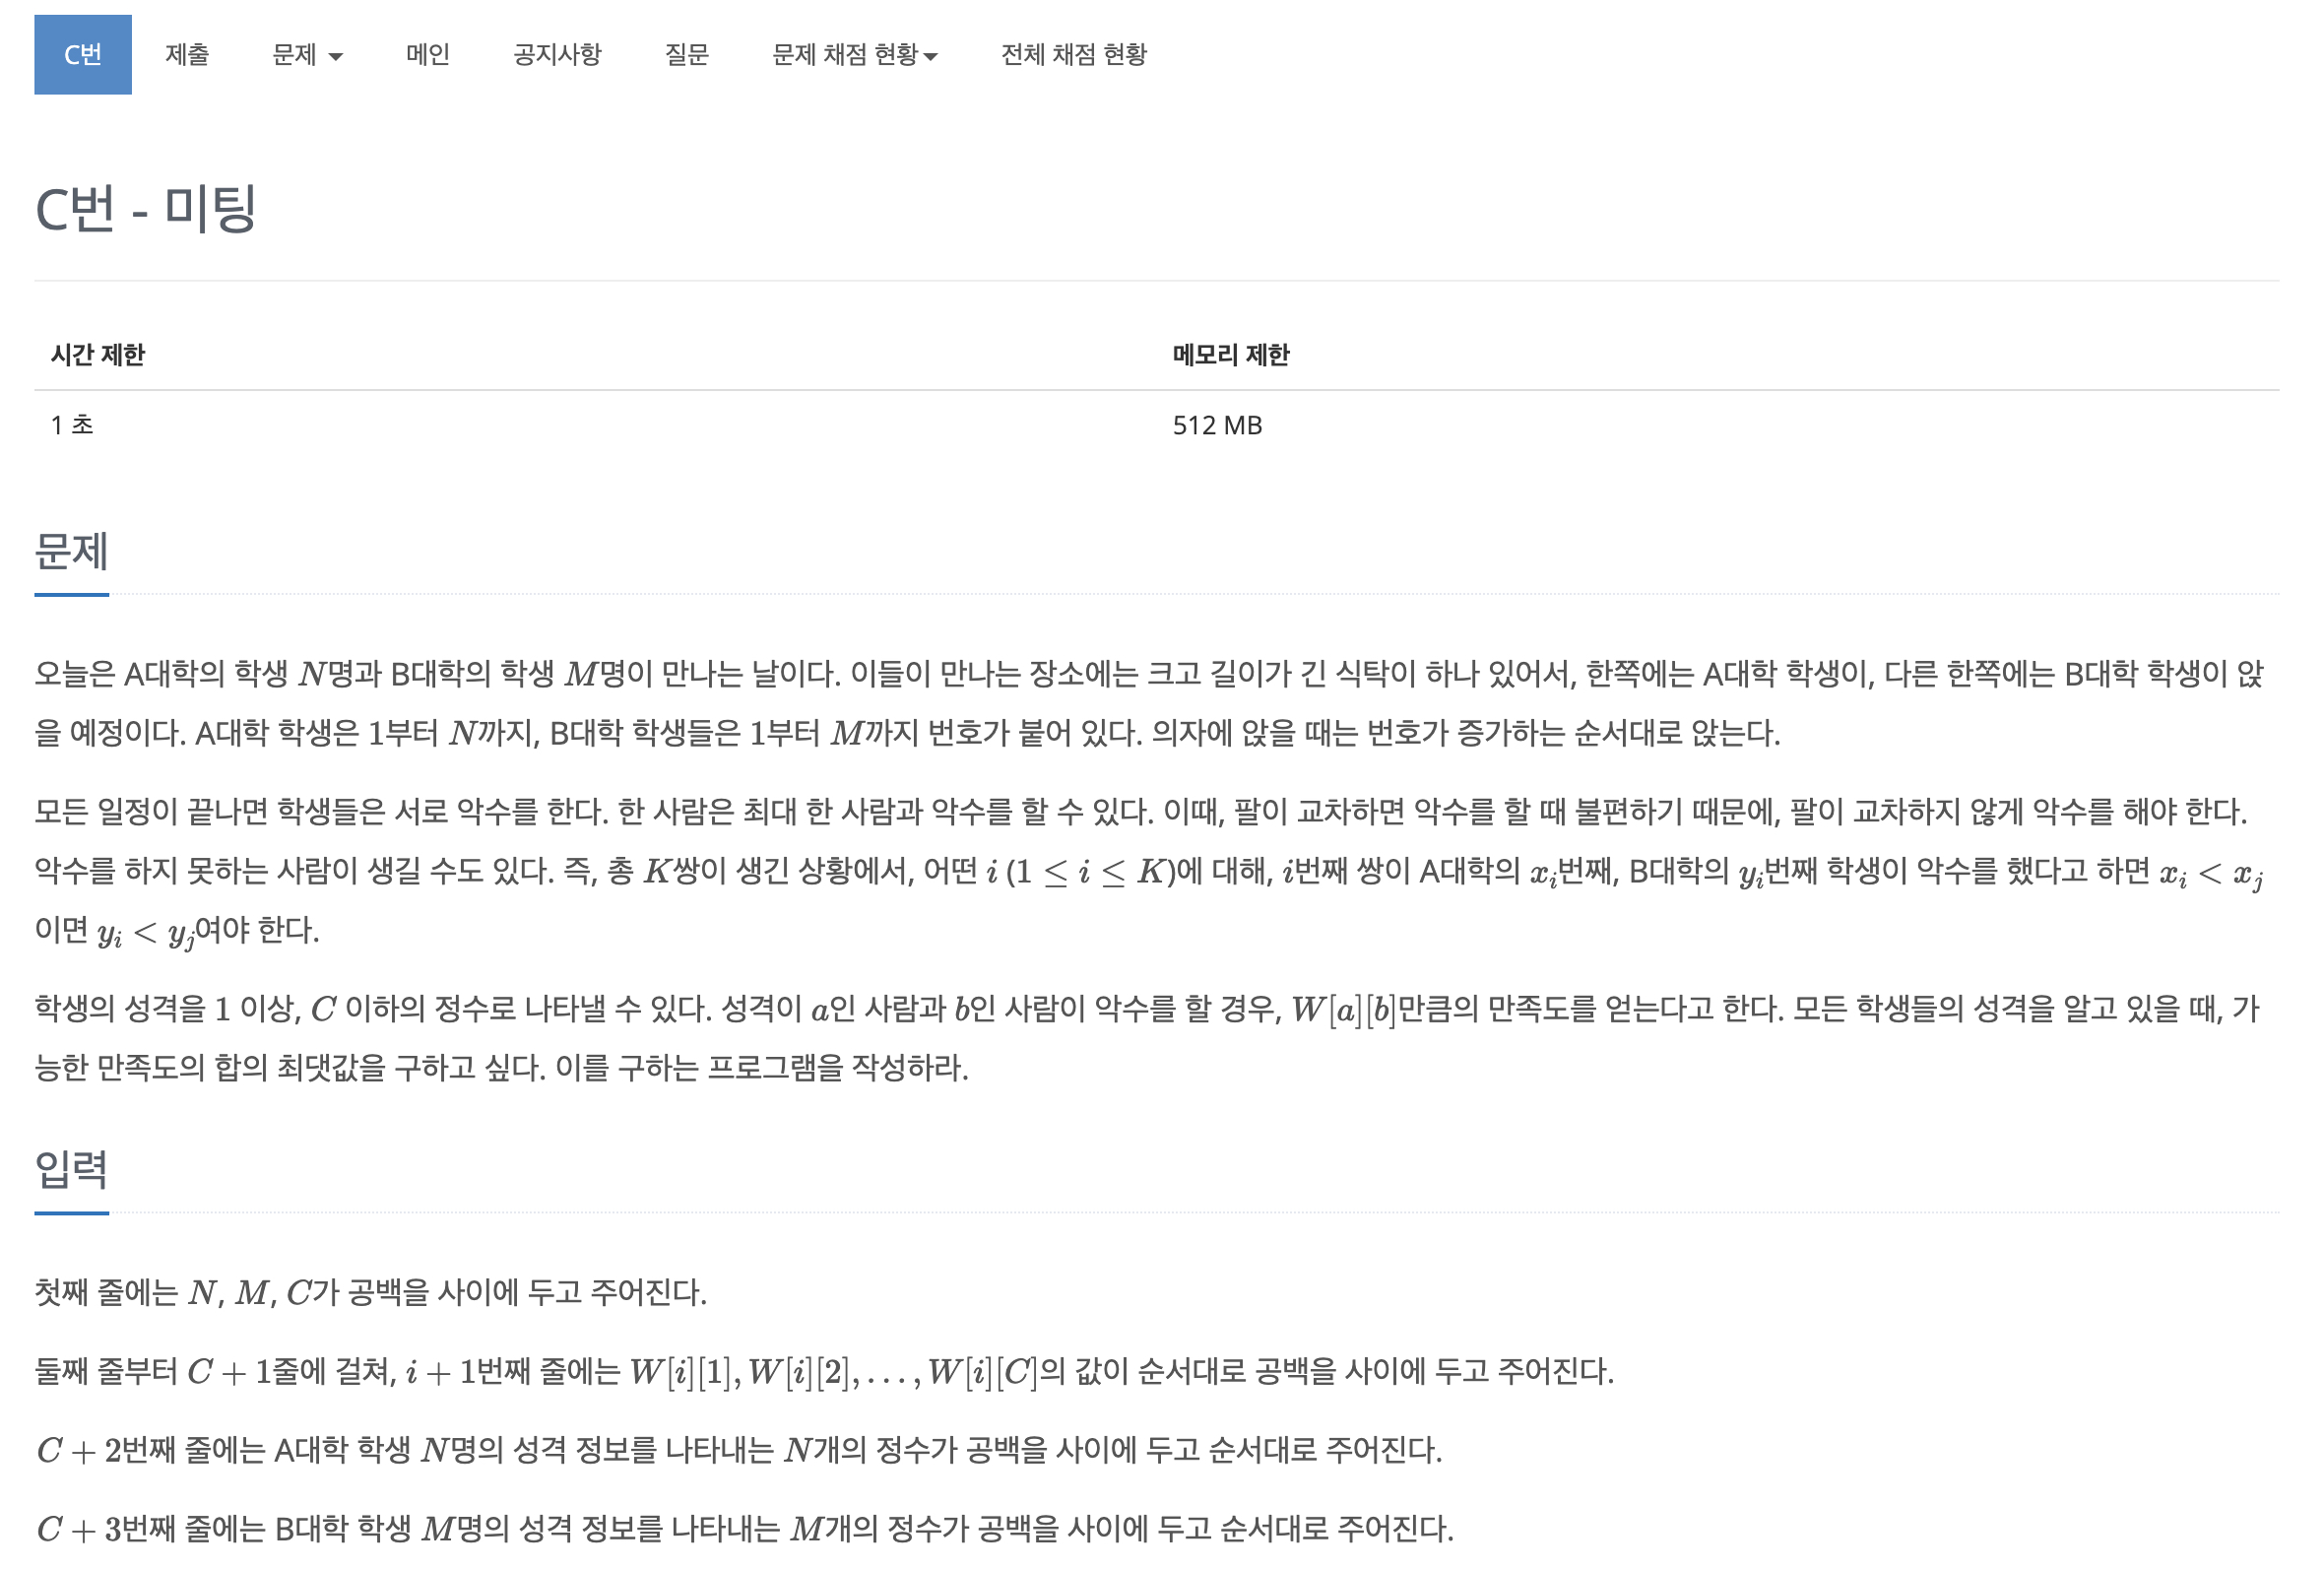 C번 제출 문제 메인 공지사항 질문 문제 채점 현황 전체 채점 현황
C번 - 미팅
시간 제한 메모리 제한
1 초 512 MB
문제
오늘은 A대학의 학생 N명과 B대학의 학생 M명이 만나는 날이다. 이들이 만나는 장소에는 크고 길이가 긴 식탁이 하나 있어서, 한쪽에는 A대학 학생이, 다른 한쪽에는 B대학 학생이 앉
을 예정이다. A대학 학생은 1부터 N까지, B대학 학생들은 1부터 M까지 번호가 붙어 있다. 의자에 앉을 때는 번호가 증가하는 순서대로 앉는다.
모든 일정이 끝나면 학생들은 서로 악수를 한다. 한 사람은 최대 한 사람과 악수를 할 수 있다. 이때, 팔이 교차하면 악수를 할 때 불편하기 때문에, 팔이 교차하지 않게 악수를 해야 한다.
악수를 하지 못하는 사람이 생길 수도 있다. 즉, 총 K쌍이 생긴 상황에서, 어떤 i (1 ≤ i ≤ K)에 대해, i번째 쌍이 A대학의 x_i번째, B대학의 y_i번째 학생이 악수를 했다고 하면 x_i < x_j
이면 y_i < y_j여야 한다.
학생의 성격을 1 이상, C 이하의 정수로 나타낼 수 있다. 성격이 a인 사람과 b인 사람이 악수를 할 경우, W[a][b]만큼의 만족도를 얻는다고 한다. 모든 학생들의 성격을 알고 있을 때, 가
능한 만족도의 합의 최댓값을 구하고 싶다. 이를 구하는 프로그램을 작성하라.
입력
첫째 줄에는 N, M, C가 공백을 사이에 두고 주어진다.
둘째 줄부터 C + 1줄에 걸쳐, i + 1번째 줄에는 W[i][1], W[i][2], . . . , W[i][C]의 값이 순서대로 공백을 사이에 두고 주어진다.
C + 2번째 줄에는 A대학 학생 N명의 성격 정보를 나타내는 N개의 정수가 공백을 사이에 두고 순서대로 주어진다.
C + 3번째 줄에는 B대학 학생 M명의 성격 정보를 나타내는 M개의 정수가 공백을 사이에 두고 순서대로 주어진다.